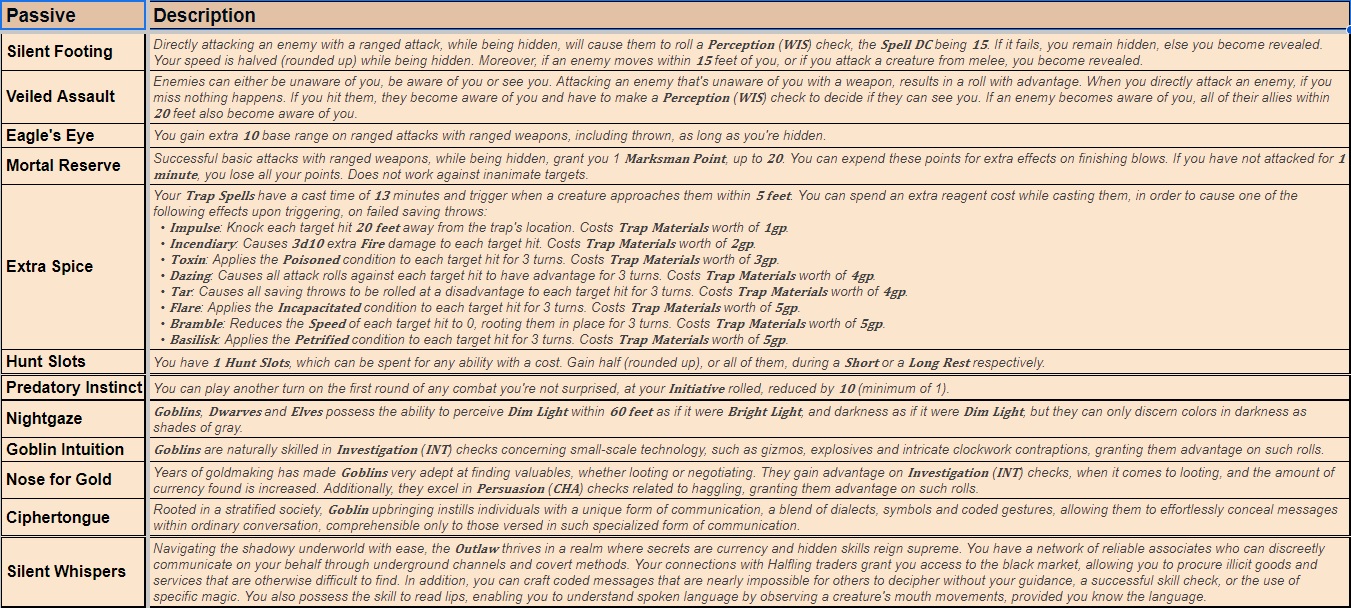 Passive Description
Silent Footing
Directly attacking an enemy with a ranged attack, while being hidden, will cause them to roll a Perception (WIS) check, the Spell DC being 15. If it fails, you remain hidden, else you become revealed.
Your speed is halved (rounded up) while being hidden. Moreover, if an enemy moves within 15 feet of you, or if you attack a creature from melee, you become revealed.
Veiled Assault
Enemies can either be unaware of you, be aware of you or see you. Attacking an enemy that's unaware of you with a weapon, results in a roll with advantage. When you directly attack an enemy, if you
miss nothing happens. If you hit them, they become aware of you and have to make a Perception (WIS) check to decide if they can see you. If an enemy becomes aware of you, all of their allies within
20 feet also become aware of you.
Eagle's Eye
You gain extra 10 base range on ranged attacks with ranged weapons, including thrown, as long as you're hidden.
Mortal Reserve
Successful basic attacks with ranged weapons, while being hidden, grant you 1 Marksman Point, up to 20. You can expend these points for extra effects on finishing blows. If you have not attacked for 1
minute, you lose all your points. Does not work against inanimate targets.
Extra Spice
Your Trap Spells have a cast time of 13 minutes and trigger when a creature approaches them within 5 feet. You can spend an extra reagent cost while casting them, in order to cause one of the
following effects upon triggering, on failed saving throws:
• Impulse: Knock each target hit 20 feet away from the trap's location. Costs Trap Materials worth of 1gp.
• Incendiary: Causes 3d10 extra Fire damage to each target hit. Costs Trap Materials worth of 2gp.
• Toxin: Applies the Poisoned condition to each target hit for 3 turns. Costs Trap Materials worth of 3gp.
• Dazing: Causes all attack rolls against each target hit to have advantage for 3 turns. Costs Trap Materials worth of 4gp.
• Tar: Causes all saving throws to be rolled at a disadvantage to each target hit for 3 turns. Costs Trap Materials worth of 4gp.
• Flare: Applies the Incapacitated condition to each target hit for 3 turns. Costs Trap Materials worth of 5gp.
• Bramble: Reduces the Speed of each target hit to 0, rooting them in place for 3 turns. Costs Trap Materials worth of 5gp.
• Basilisk: Applies the Petrified condition to each target hit for 3 turns. Costs Trap Materials worth of 5gp.
Hunt Slots
You have 1 Hunt Slots, which can be spent for any ability with a cost. Gain half (rounded up), or all of them, during a Short or a Long Rest respectively.
Predatory Instinct
You can play another turn on the first round of any combat you're not surprised, at your Initiative rolled, reduced by 10 (minimum of 1).
Nightgaze
Goblins, Dwarves and Elves possess the ability to perceive Dim Light within 60 feet as if it were Bright Light, and darkness as if it were Dim Light, but they can only discern colors in darkness as
shades of gray.
Goblin Intuition
Goblins are naturally skilled in Investigation (INT) checks concerning small-scale technology, such as gizmos, explosives and intricate clockwork contraptions, granting them advantage on such rolls.
Nose for Gold
Years of goldmaking has made Goblins very adept at finding valuables, whether looting or negotiating. They gain advantage on Investigation (INT) checks, when it comes to looting, and the amount of
currency found is increased. Additionally, they excel in Persuasion (CHA) checks related to haggling, granting them advantage on such rolls.
Ciphertongue
Rooted in a stratified society, Goblin upbringing instills individuals with a unique form of communication, a blend of dialects, symbols and coded gestures, allowing them to effortlessly conceal messages
within ordinary conversation, comprehensible only to those versed in such specialized form of communication.
Silent Whispers
Navigating the shadowy underworld with ease, the Outlaw thrives in a realm where secrets are currency and hidden skills reign supreme. You have a network of reliable associates who can discreetly
communicate on your behalf through underground channels and covert methods. Your connections with Halfling traders grant you access to the black market, allowing you to procure illicit goods and
services that are otherwise difficult to find. In addition, you can craft coded messages that are nearly impossible for others to decipher without your guidance, a successful skill check, or the use of
specific magic. You also possess the skill to read lips, enabling you to understand spoken language by observing a creature's mouth movements, provided you know the language.